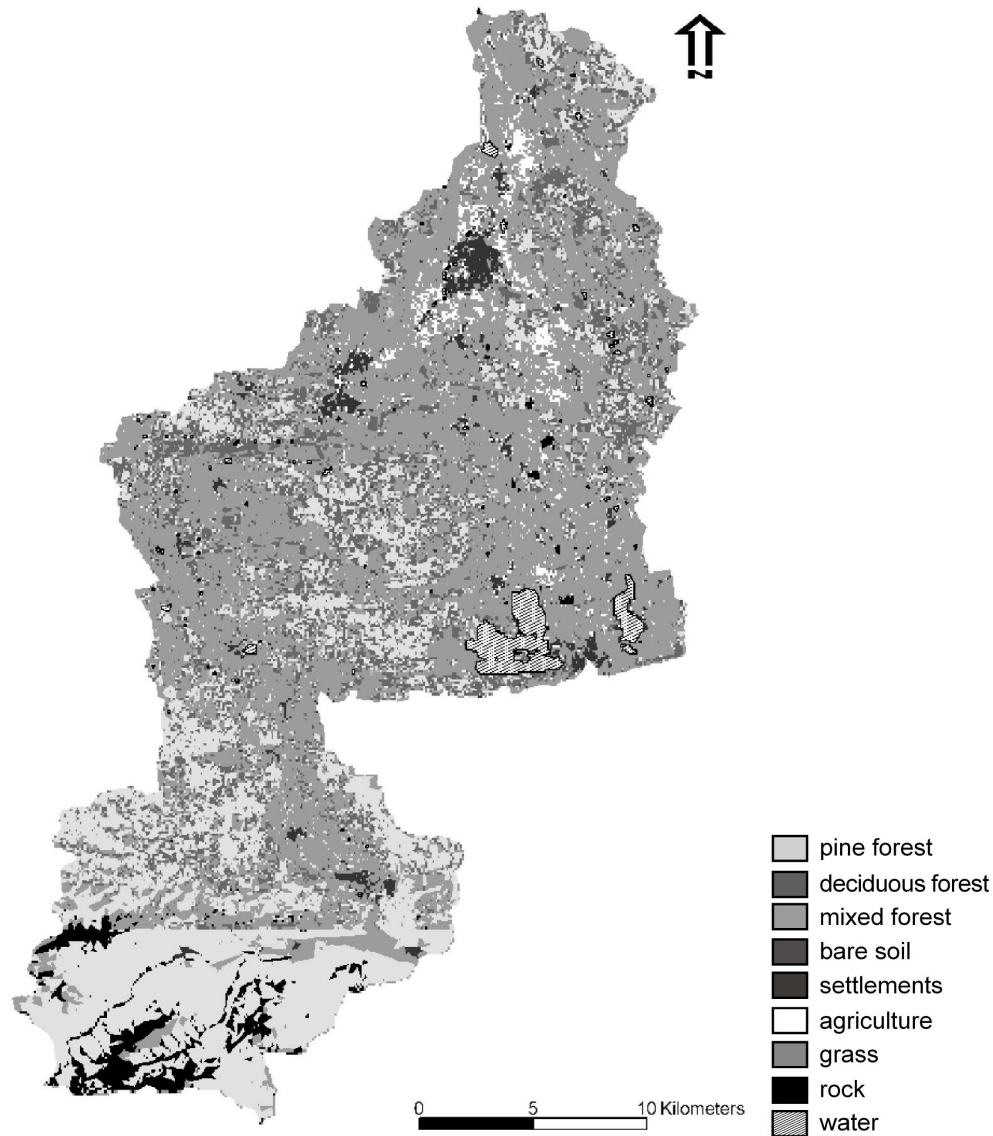 N
pine forest
deciduous forest
mixed forest
bare soil
settlements
agriculture
grass
rock
water
0 5 10 Kilometers